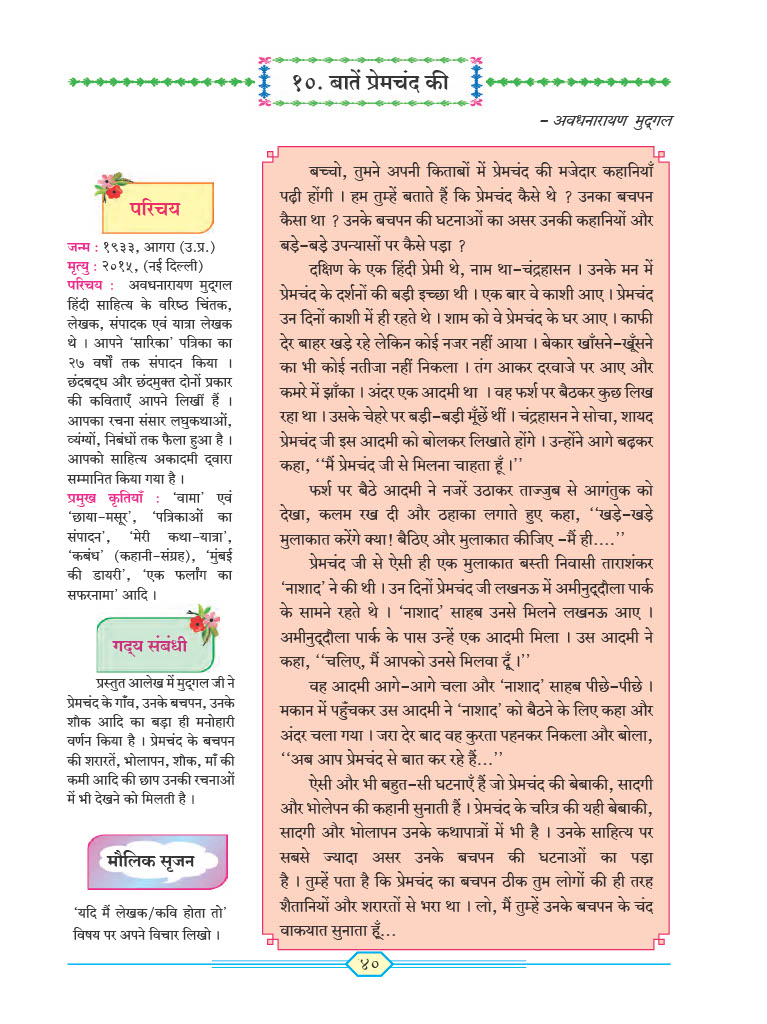 १०. बातें प्रेमचंद की
– अवधनारायण मुद्गल
परिचय
जन्म : १९३३, आगरा (उ.प्र.)
मृत्यु : २०१५, (नई दिल्ली)
परिचय : अवधनारायण मुद्गल
हिंदी साहित्य के वरिष्ठ चिंतक,
लेखक, संपादक एवं यात्रा लेखक
थे । आपने ‘सारिका’ पत्रिका का
२७ वर्षों तक संपादन किया ।
छंदबद्ध और छंदमुक्त दोनों प्रकार
की कविताएँ आपने लिखीं हैं ।
आपका रचना संसार लघुकथाओं,
व्यंग्यों, निबंधों तक फैला हुआ है ।
आपको साहित्य अकादमी द्वारा
सम्मानित किया गया है ।
प्रमुख कृतियाँ : ‘वामा’ एवं
‘छाया-मसूर’, ‘पत्रिकाओं का
संपादन’, ‘मेरी कथा-यात्रा’,
‘कबंध’ (कहानी-संग्रह), ‘मुंबई
की डायरी’, ‘एक फर्लांग का
सफरनामा’ आदि ।
गद्य संबंधी
प्रस्तुत आलेख में मुद्गल जी ने
प्रेमचंद के गाँव, उनके बचपन, उनके
शौक आदि का बड़ा ही मनोहारी
वर्णन किया है । प्रेमचंद के बचपन
की शरारतें, भोलापन, शौक, माँ की
कमी आदि की छाप उनकी रचनाओं
में भी देखने को मिलती है ।
मौलिक सृजन
‘यदि मैं लेखक/कवि होता तो’
विषय पर अपने विचार लिखो ।
बच्चो, तुमने अपनी किताबों में प्रेमचंद की मजेदार कहानियाँ
पढ़ी होंगी । हम तुम्हें बताते हैं कि प्रेमचंद कैसे थे ? उनका बचपन
कैसा था ? उनके बचपन की घटनाओं का असर उनकी कहानियों और
बड़े-बड़े उपन्यासों पर कैसे पड़ा ?
दक्षिण के एक हिंदी प्रेमी थे, नाम था-चंद्रहासन । उनके मन में
प्रेमचंद के दर्शनों की बड़ी इच्छा थी । एक बार वे काशी आए । प्रेमचंद
उन दिनों काशी में ही रहते थे । शाम को वे प्रेमचंद के घर आए । काफी
देर बाहर खड़े रहे लेकिन कोई नजर नहीं आया । बेकार खाँसने-खूँसने
का भी कोई नतीजा नहीं निकला । तंग आकर दरवाजे पर आए और
कमरे में झाँका । अंदर एक आदमी था । वह फर्श पर बैठकर कुछ लिख
रहा था । उसके चेहरे पर बड़ी-बड़ी मूँछें थीं । चंद्रहासन ने सोचा, शायद
प्रेमचंद जी इस आदमी को बोलकर लिखाते होंगे । उन्होंने आगे बढ़कर
कहा, ‘‘मैं प्रेमचंद जी से मिलना चाहता हूँ ।’’
फर्श पर बैठे आदमी ने नजरें उठाकर ताज्जुब से आगंतुक को
देखा, कलम रख दी और ठहाका लगाते हुए कहा, ‘‘खड़े-खड़े
मुलाकात करेंगे क्या! बैठिए और मुलाकात कीजिए -मैं ही....’’
प्रेमचंद जी से ऐसी ही एक मुलाकात बस्ती निवासी ताराशंकर
‘नाशाद’ ने की थी । उन दिनों प्रेमचंद जी लखनऊ में अमीनुद्दौला पार्क
के सामने रहते थे । ‘नाशाद’ साहब उनसे मिलने लखनऊ आए ।
अमीनुद्दौला पार्क के पास उन्हें एक आदमी मिला । उस आदमी ने
कहा, ‘‘चलिए, मैं आपको उनसे मिलवा दूँ ।’’
वह आदमी आगे-आगे चला और ‘नाशाद’ साहब पीछे-पीछे ।
मकान में पहुँचकर उस आदमी ने ‘नाशाद’ को बैठने के लिए कहा और
अंदर चला गया । जरा देर बाद वह कुरता पहनकर निकला और बोला,
‘‘अब आप प्रेमचंद से बात कर रहे हैं...’’
ऐसी और भी बहुत-सी घटनाएँ हैं जो प्रेमचंद की बेबाकी, सादगी
और भोलेपन की कहानी सुनाती हैं । प्रेमचंद के चरित्र की यही बेबाकी,
सादगी और भोलापन उनके कथापात्रों में भी है । उनके साहित्य पर
सबसे ज्यादा असर उनके बचपन की घटनाओं का पड़ा
है । तुम्हें पता है कि प्रेमचंद का बचपन ठीक तुम लोगों की ही तरह
शैतानियों और शरारतों से भरा था । लो, मैं तुम्हें उनके बचपन के चंद
वाकयात सुनाता हूँ...
४०